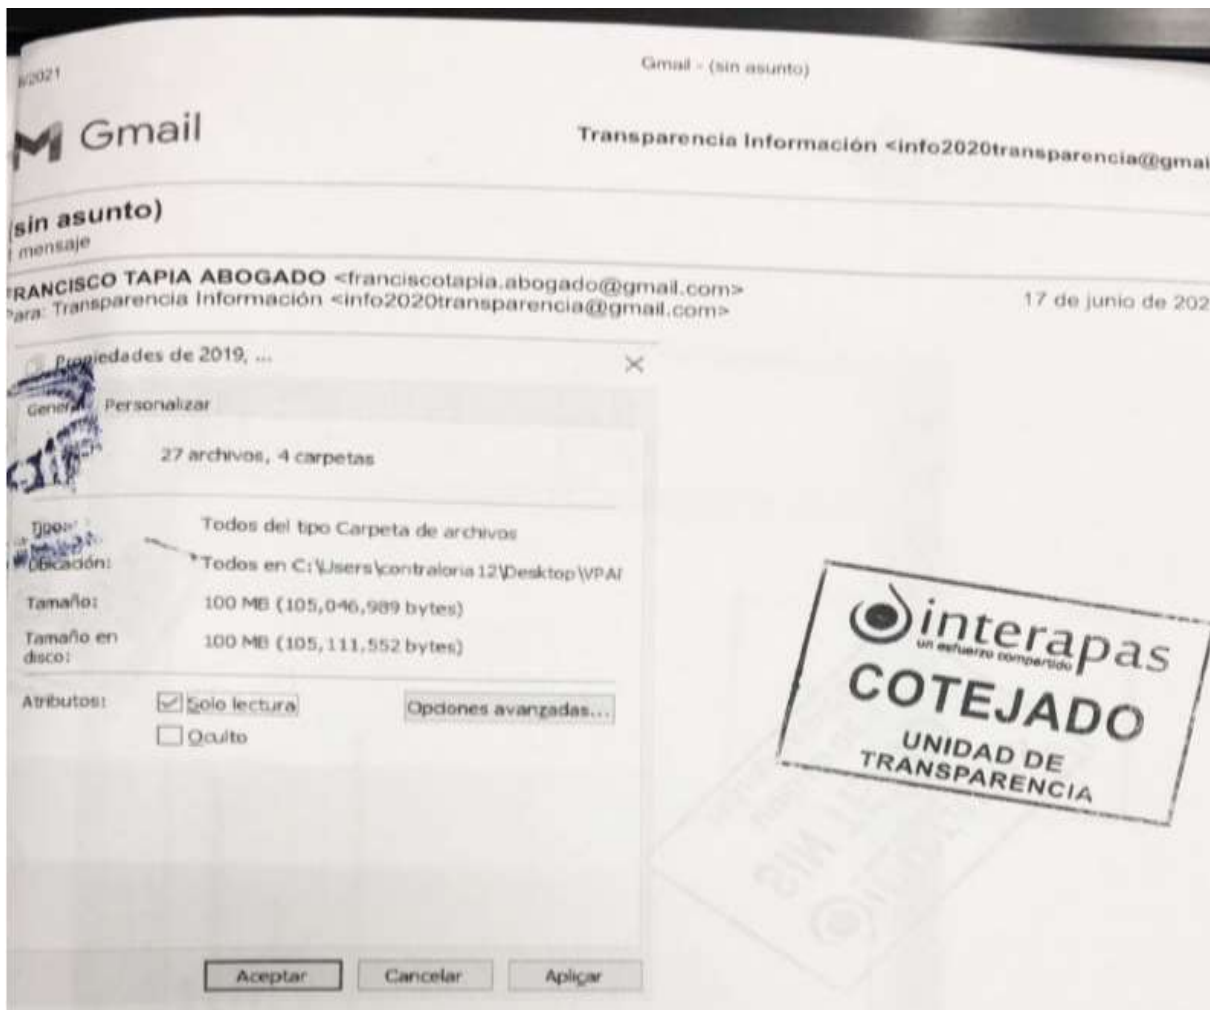 /2021
Gmail - (sin asunto)
Gmail
Transparencia Información <info2020transparencia@gmai
(sin asunto)
mensaje
FRANCISCO TAPIA ABOGADO <franciscotapia.abogado@gmail.com>
Para: Transparencia Información <info2020transparencia@gmail.com>
17 de junio de 202
Propiedades de 2019, ...
General Personalizar
27 archivos, 4 carpetas
Tipo: Todos del tipo Carpeta de archivos
Ubicación: Todos en C:\Users\contraloria12\Desktop\VPAI
Tamaño: 100 MB (105,046,989 bytes)
Tamaño en
disco: 100 MB (105,111,552 bytes)
Atributos: Solo lectura Opciones avanzadas...
Oculto
interapas
un esfuerzo compartido
COTEJADO
UNIDAD DE
TRANSPARENCIA
Aceptar Cancelar Aplicar